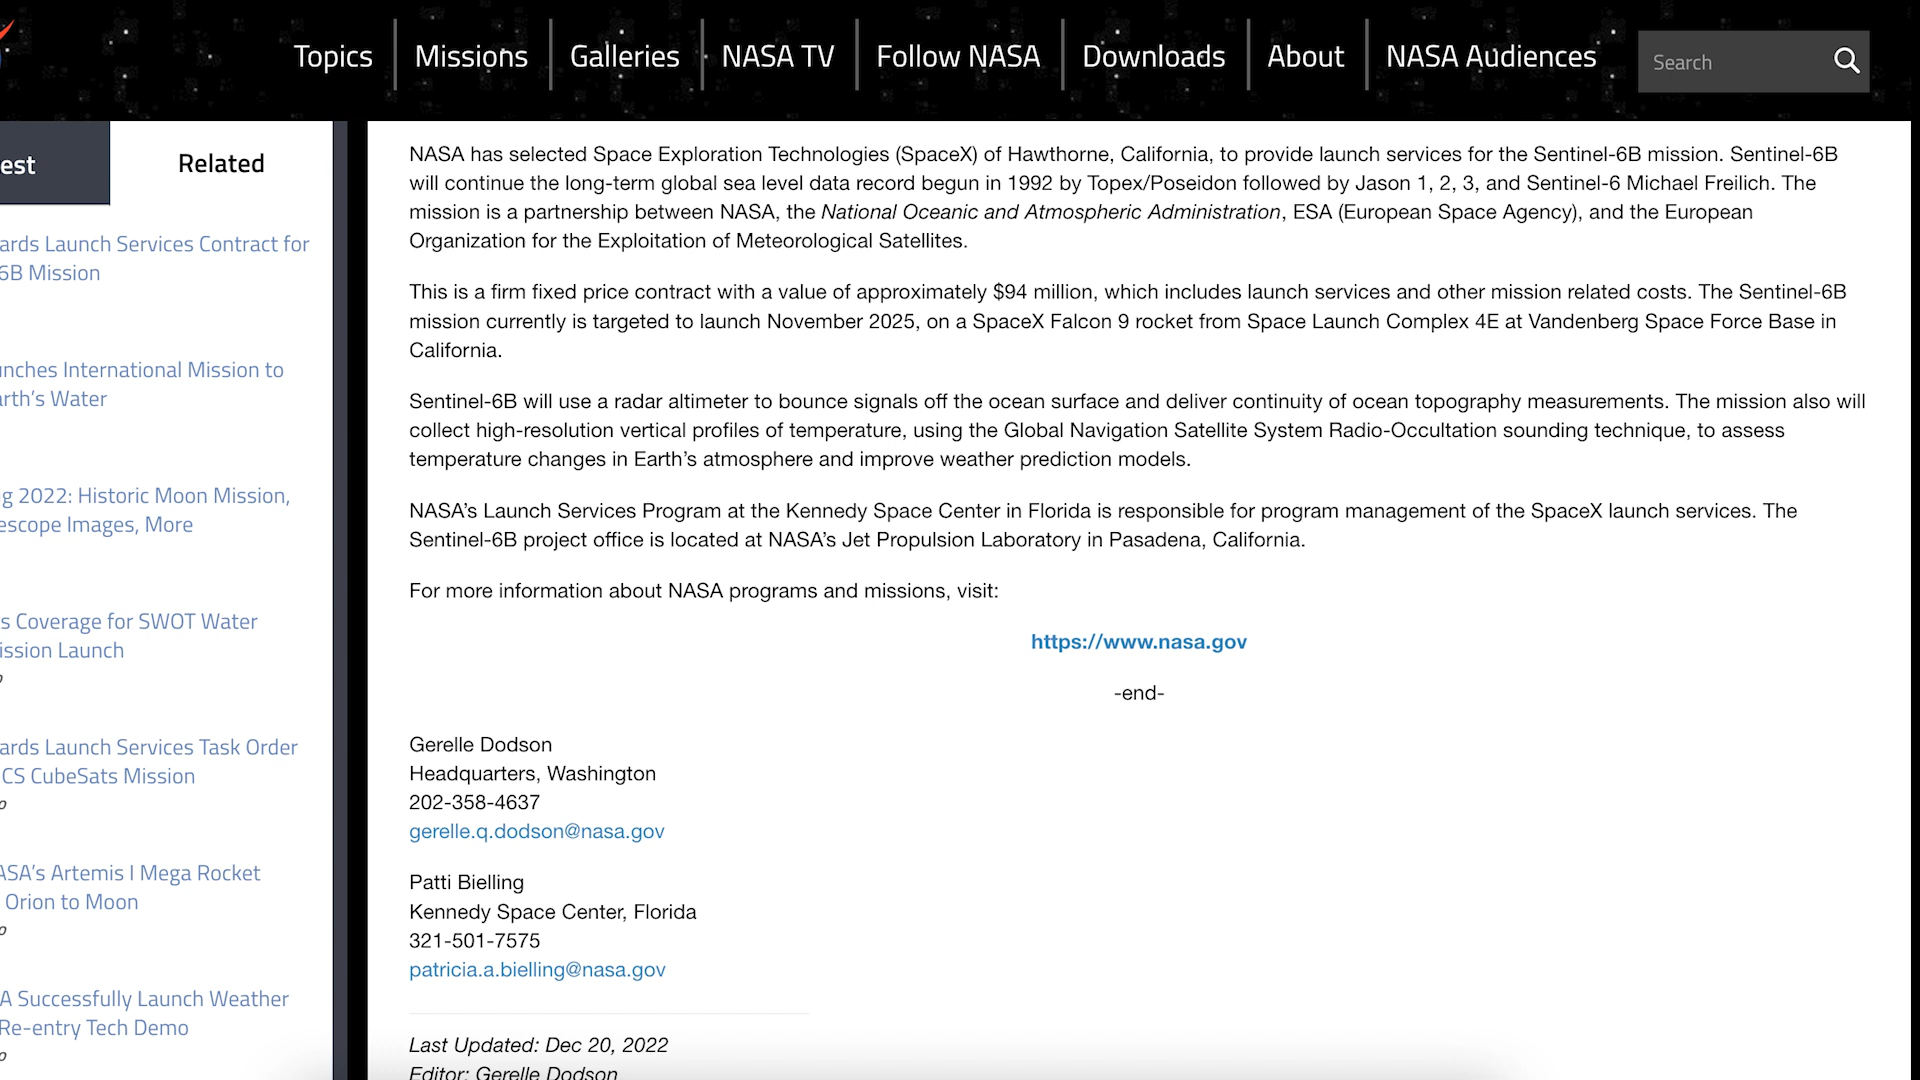 Topics
Missions
Galleries
NASA TV
Follow NASA
Downloads
About
NASA Audiences
Search
est
Related
ards Launch Services Contract for
6B Mission
nches International Mission to
arth's Water
g 2022: Historic Moon Mission,
escope Images, More
s Coverage for SWOT Water
ission Launch
o
ards Launch Services Task Order
CS CubeSats Mission
o
ASA's Artemis I Mega Rocket
Orion to Moon
o
A Successfully Launch Weather
Re-entry Tech Demo
o
NASA has selected Space Exploration Technologies (SpaceX) of Hawthorne, California, to provide launch services for the Sentinel-6B mission. Sentinel-6B
will continue the long-term global sea level data record begun in 1992 by Topex/Poseidon followed by Jason 1, 2, 3, and Sentinel-6 Michael Freilich. The
mission is a partnership between NASA, the National Oceanic and Atmospheric Administration, ESA (European Space Agency), and the European
Organization for the Exploitation of Meteorological Satellites.
This is a firm fixed price contract with a value of approximately $94 million, which includes launch services and other mission related costs. The Sentinel-6B
mission currently is targeted to launch November 2025, on a SpaceX Falcon 9 rocket from Space Launch Complex 4E at Vandenberg Space Force Base in
California.
Sentinel-6B will use a radar altimeter to bounce signals off the ocean surface and deliver continuity of ocean topography measurements. The mission also will
collect high-resolution vertical profiles of temperature, using the Global Navigation Satellite System Radio-Occultation sounding technique, to assess
temperature changes in Earth's atmosphere and improve weather prediction models.
NASA's Launch Services Program at the Kennedy Space Center in Florida is responsible for program management of the SpaceX launch services. The
Sentinel-6B project office is located at NASA's Jet Propulsion Laboratory in Pasadena, California.
For more information about NASA programs and missions, visit:
https://www.nasa.gov
-end-
Gerelle Dodson
Headquarters, Washington
202-358-4637
gerelle.q.dodson@nasa.gov
Patti Bielling
Kennedy Space Center, Florida
321-501-7575
patricia.a.bielling@nasa.gov
Last Updated: Dec 20, 2022
Editor: Gerelle Dodson